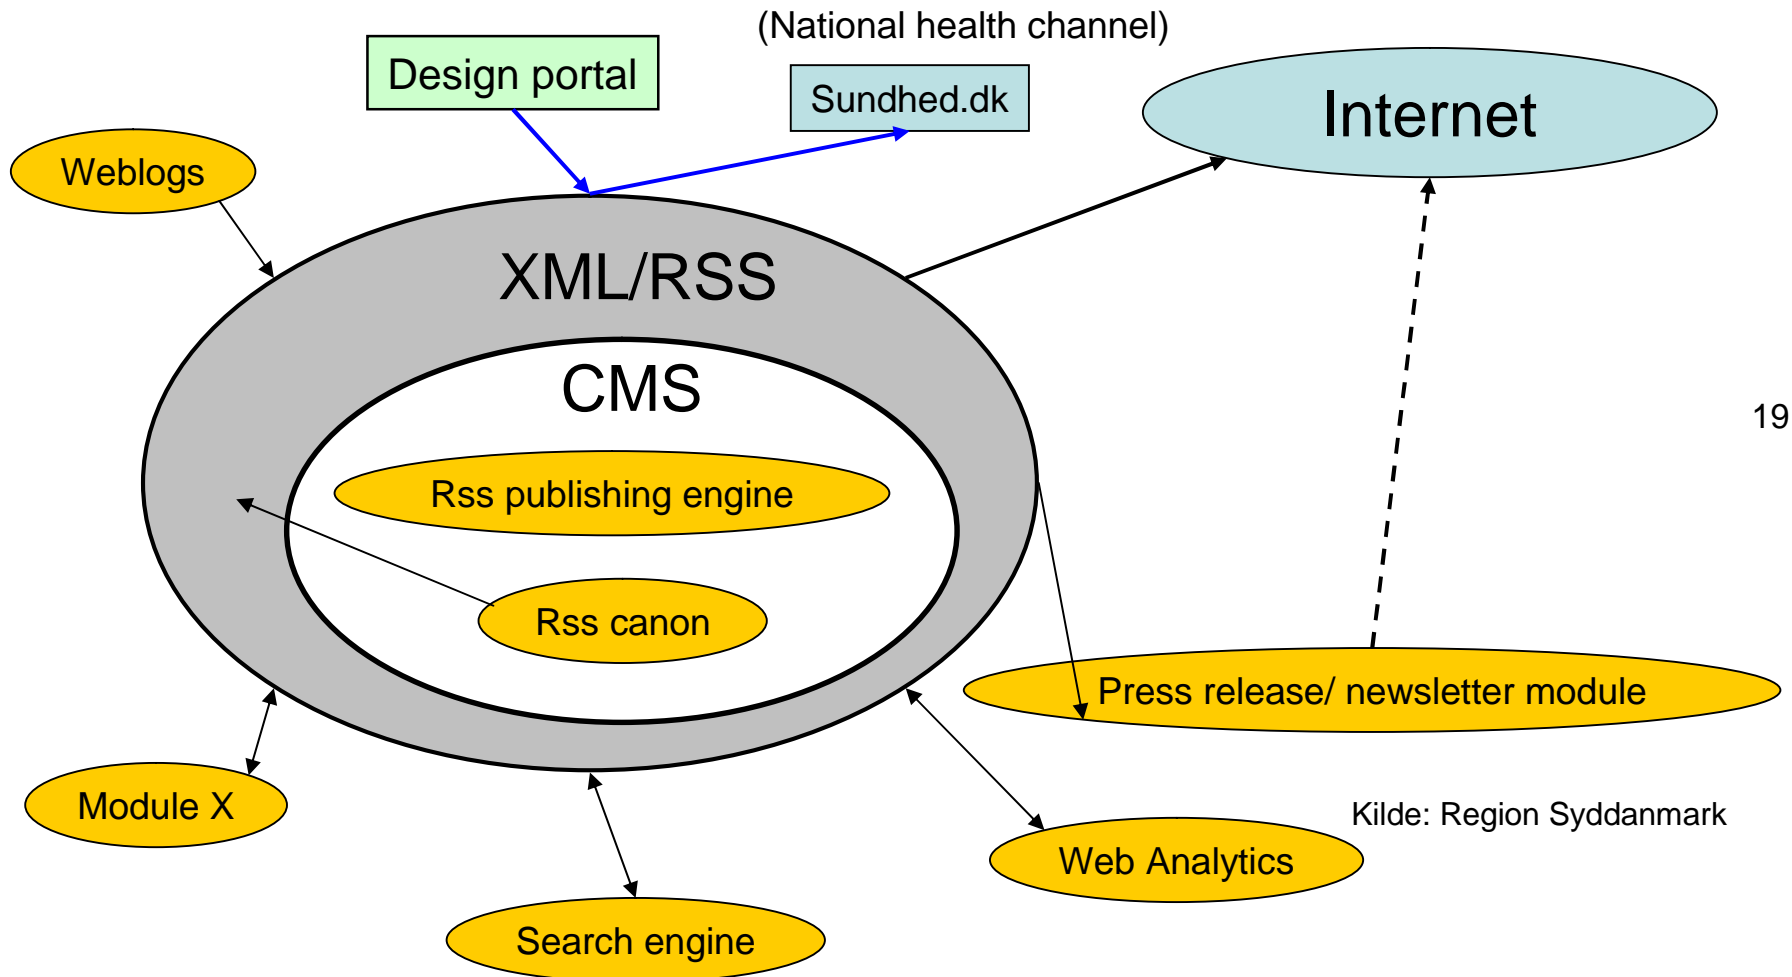 (National health channel)
Design portal
Sundhed.dk
Internet
Weblogs
XML/RSS
CMS
19
Rss publishing engine
Rss canon
Press release/ newsletter module
Module X
Kilde: Region Syddanmark
Web Analytics
Search engine